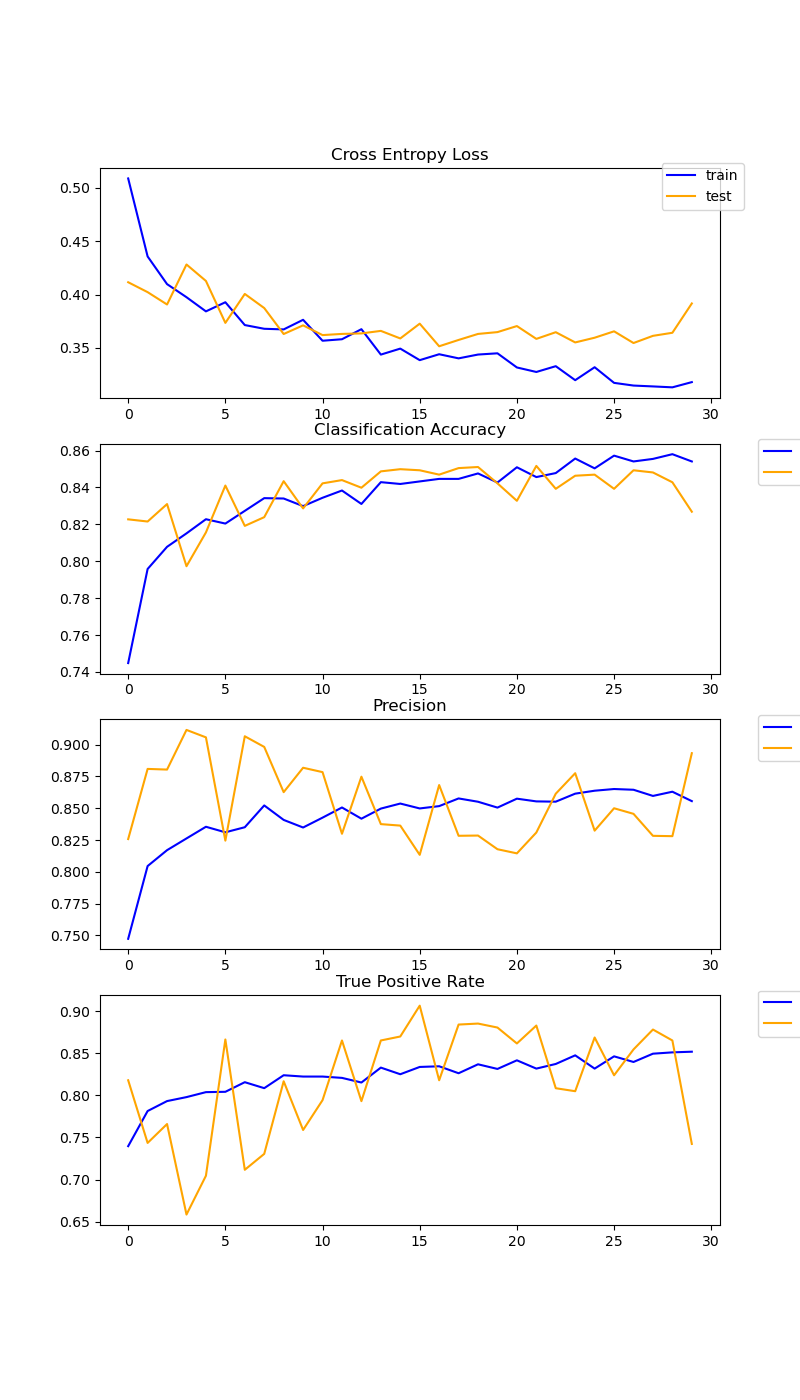 Cross Entropy Loss
train
test
0.50
0.45
0.40
0.35
0 5 10 15 20 25 30
Classification Accuracy
0.86
0.84
0.82
0.80
0.78
0.76
0.74
0 5 10 15 20 25 30
Precision
0.900
0.875
0.850
0.825
0.800
0.775
0.750
0 5 10 15 20 25 30
True Positive Rate
0.90
0.85
0.80
0.75
0.70
0.65
0 5 10 15 20 25 30